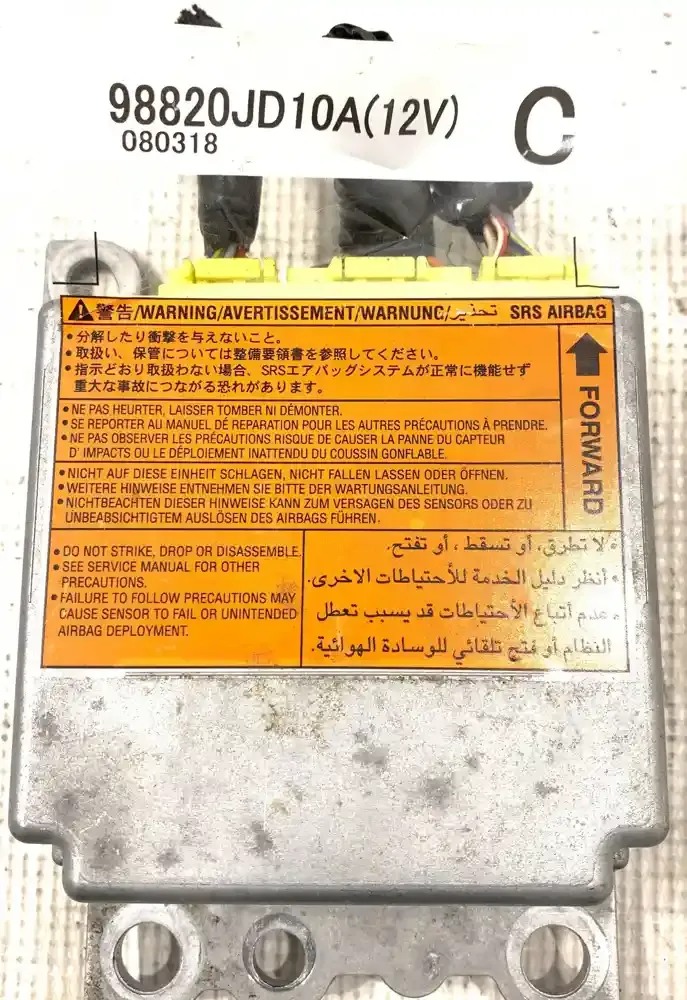 98820JD10A(12V) C
080318
警告/WARNING/AVERTISSEMENT/WARNUNG/تحذير SRS AIRBAG
• 分解したり衝撃を与えないこと。
• 取扱い、保管については整備要領書を参照してください。
• 指示どおり取扱わない場合、SRSエアバッグシステムが正常に機能せず
重大な事故につながる恐れがあります。
FORWARD
• NE PAS HEURTER, LAISSER TOMBER NI DÉMONTER.
• SE REPORTER AU MANUEL DE RÉPARATION POUR LES AUTRES PRÉCAUTIONS À PRENDRE.
• NE PAS OBSERVER LES PRÉCAUTIONS RISQUE DE CAUSER LA PANNE DU CAPTEUR
D' IMPACTS OU LE DÉPLOIEMENT INATTENDU DU COUSSIN GONFLABLE.
• NICHT AUF DIESE EINHEIT SCHLAGEN, NICHT FALLEN LASSEN ODER ÖFFNEN.
• WEITERE HINWEISE ENTNEHMEN SIE BITTE DER WARTUNGSANLEITUNG.
• NICHTBEACHTEN DIESER HINWEISE KANN ZUM VERSAGEN DES SENSORS ODER ZU
UNBEABSICHTIGTEM AUSLÖSEN DES AIRBAGS FÜHREN.
• DO NOT STRIKE, DROP OR DISASSEMBLE.
• SEE SERVICE MANUAL FOR OTHER
PRECAUTIONS.
• FAILURE TO FOLLOW PRECAUTIONS MAY
CAUSE SENSOR TO FAIL OR UNINTENDED
AIRBAG DEPLOYMENT.
• لا تطرق، أو تسقط ، أو تفتح.
• أنظر دليل الخدمة للأحتياطات الاخرى.
• عدم أتباع الأحتياطات قد يسبب تعطل
النظام أو فتح تلقائي للوسادة الهوائية.